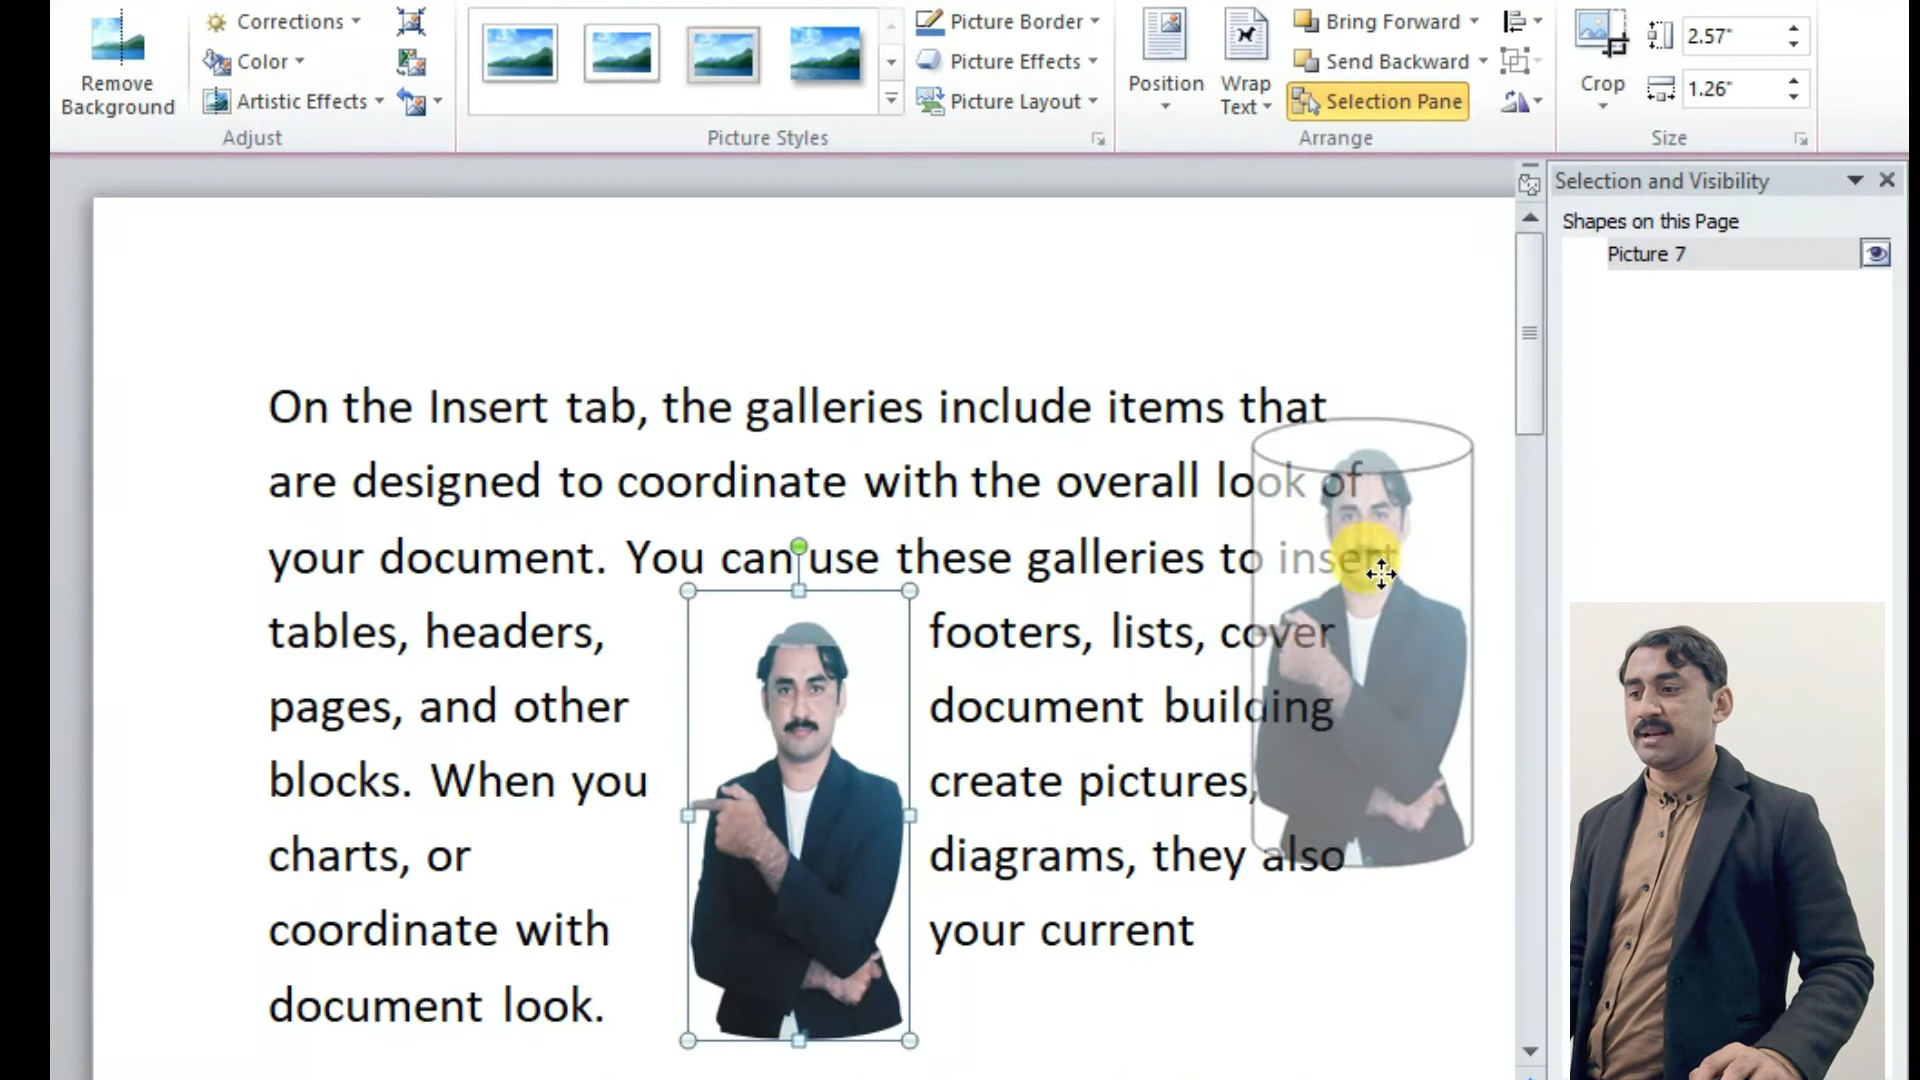 Remove
Background
Corrections
Color
Artistic Effects
Adjust
Picture Styles
Picture Border
Picture Effects
Picture Layout
Position
Wrap
Text
Bring Forward
Send Backward
Selection Pane
Arrange
Crop
2.57"
1.26"
Size
Selection and Visibility
Shapes on this Page
Picture 7
On the Insert tab, the galleries include items that
are designed to coordinate with the overall look of
your document. You can use these galleries to insert
tables, headers, footers, lists, cover
pages, and other document building
blocks. When you create pictures,
charts, or diagrams, they also
coordinate with your current
document look.